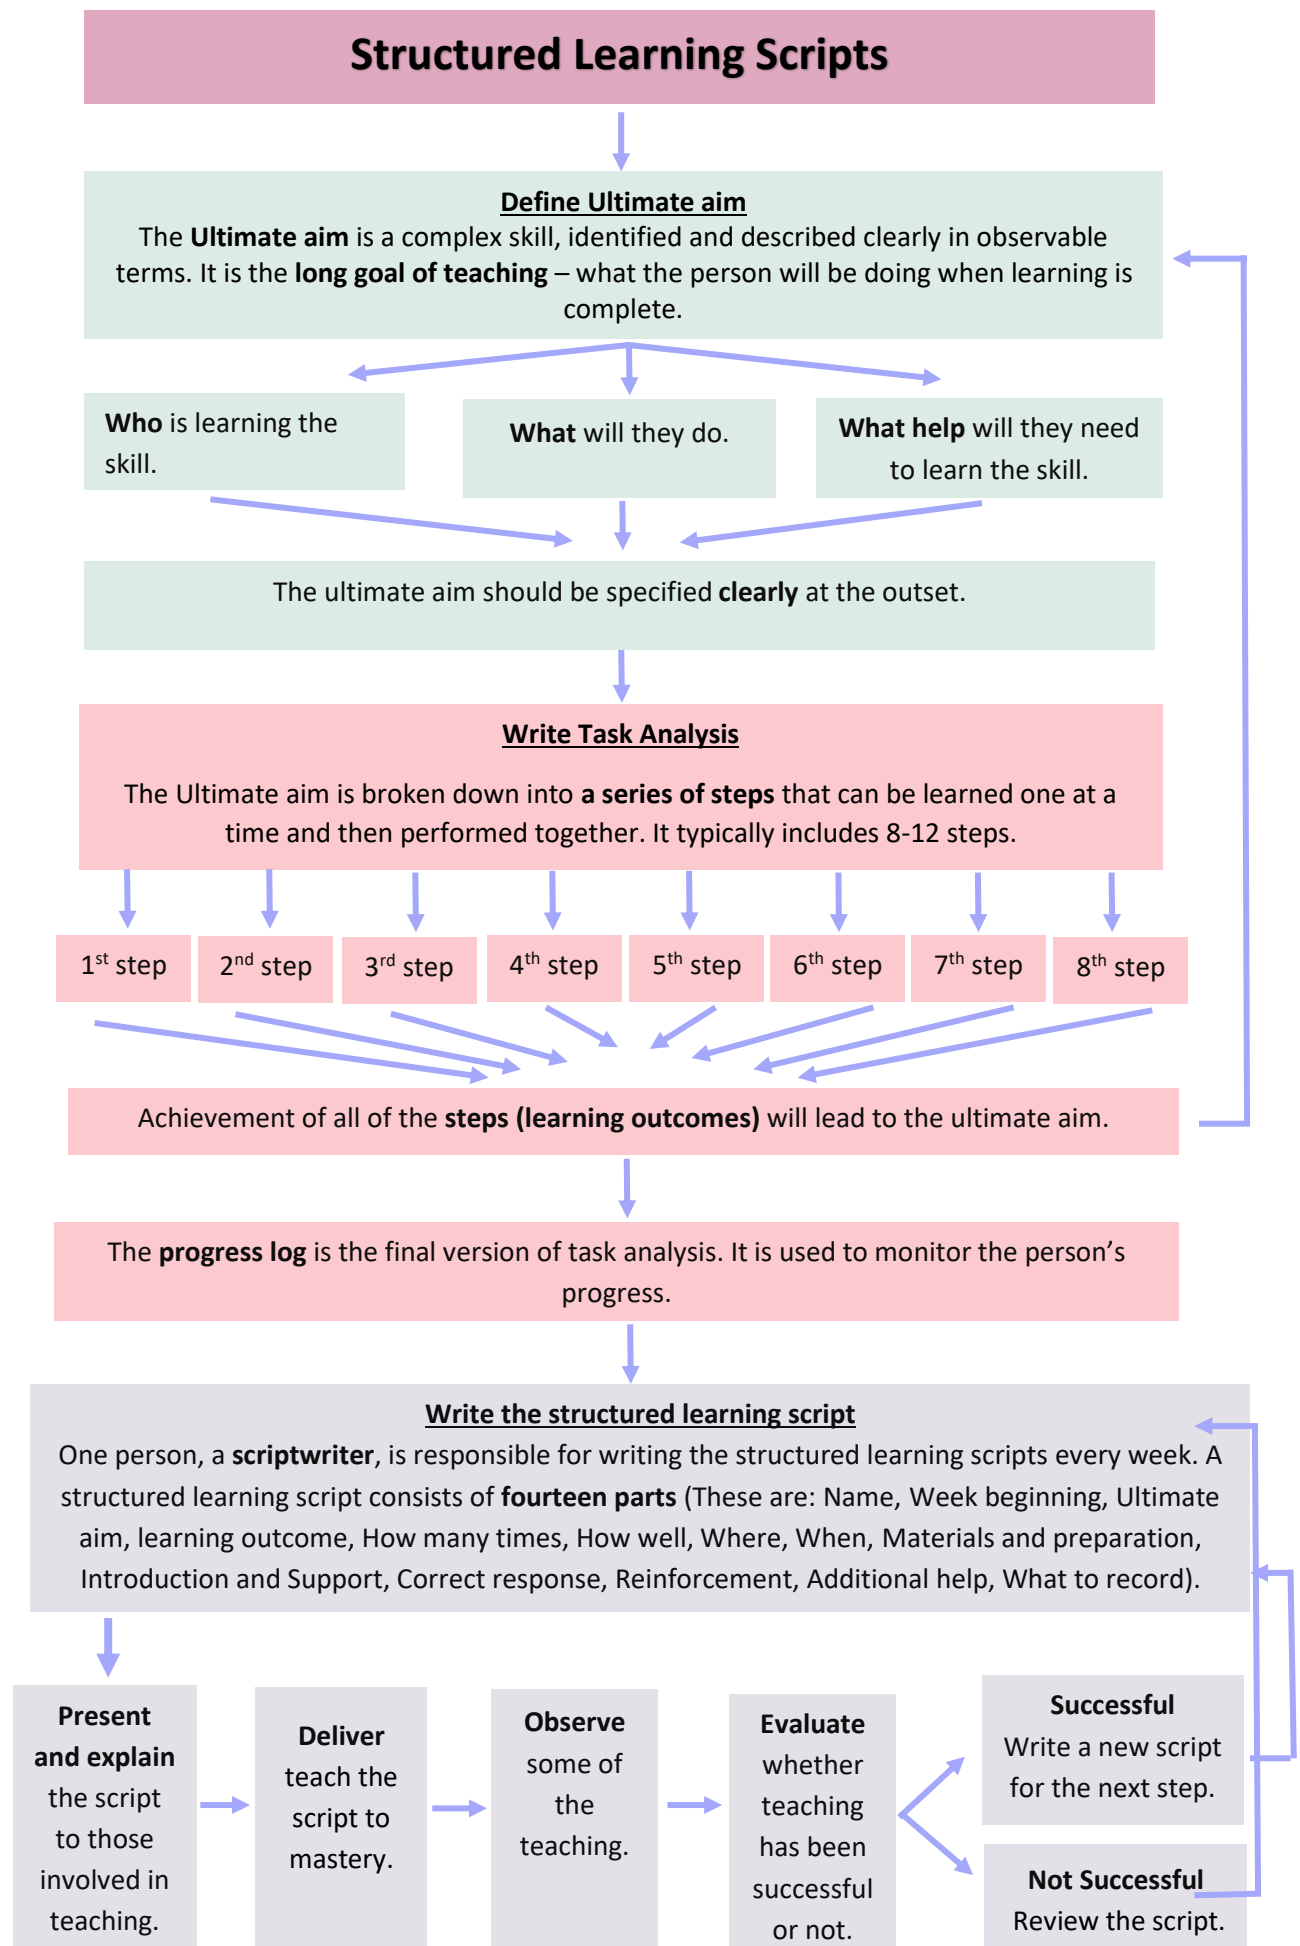 Structured Learning Scripts
Define Ultimate aim
The Ultimate aim is a complex skill, identified and described clearly in observable
terms. It is the long goal of teaching – what the person will be doing when learning is
complete.
Who is learning the
skill.
What will they do.
What help will they need
to learn the skill.
The ultimate aim should be specified clearly at the outset.
Write Task Analysis
The Ultimate aim is broken down into a series of steps that can be learned one at a
time and then performed together. It typically includes 8-12 steps.
1st step
2nd step
3rd step
4th step
5th step
6th step
7th step
8th step
Achievement of all of the steps (learning outcomes) will lead to the ultimate aim.
The progress log is the final version of task analysis. It is used to monitor the person’s
progress.
Write the structured learning script
One person, a scriptwriter, is responsible for writing the structured learning scripts every week. A
structured learning script consists of fourteen parts (These are: Name, Week beginning, Ultimate
aim, learning outcome, How many times, How well, Where, When, Materials and preparation,
Introduction and Support, Correct response, Reinforcement, Additional help, What to record).
Present
and explain
the script
to those
involved in
teaching.
Deliver
teach the
script to
mastery.
Observe
some of
the
teaching.
Evaluate
whether
teaching
has been
successful
or not.
Successful
Write a new script
for the next step.
Not Successful
Review the script.